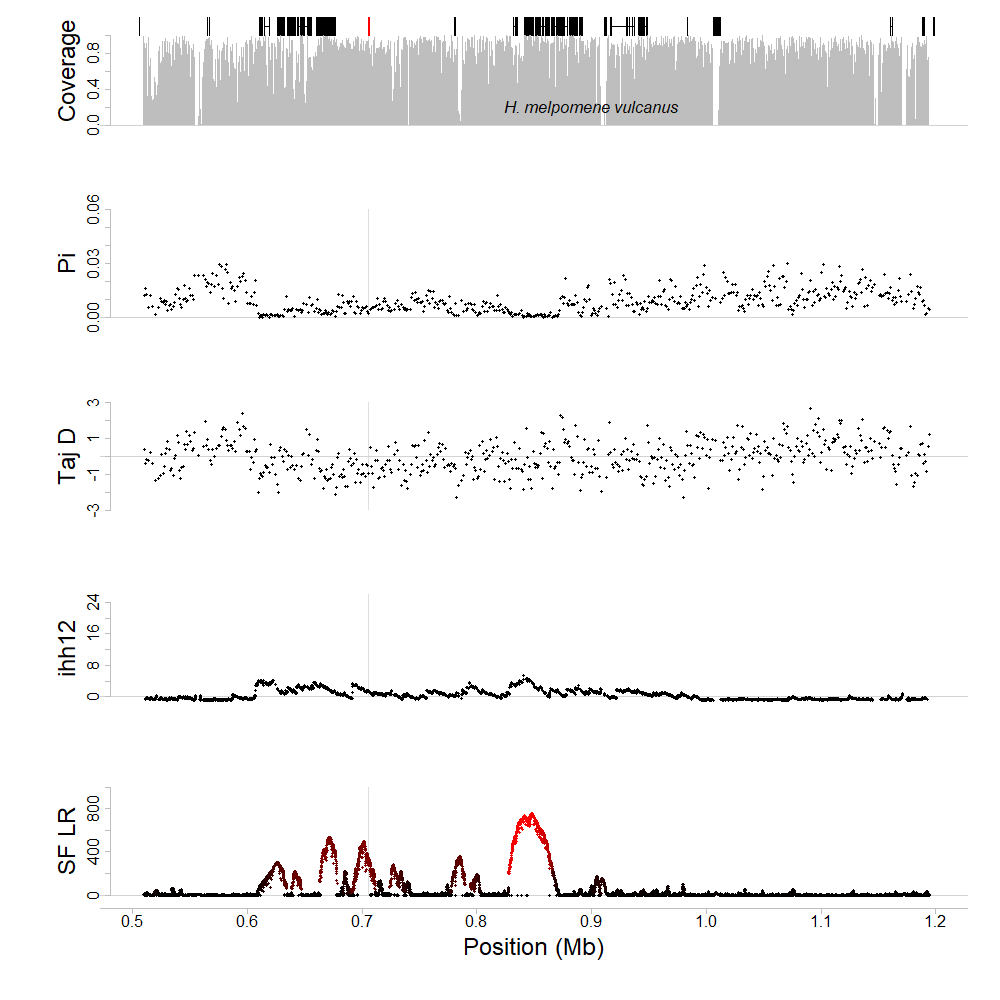 Coverage
0.0 0.4 0.8
H. melpomene vulcanus
Pi
0.00 0.03 0.06
Taj D
-3 -1 1 3
ihh12
0 8 16 24
SF LR
0 400 800
0.5 0.6 0.7 0.8 0.9 1.0 1.1 1.2
Position (Mb)